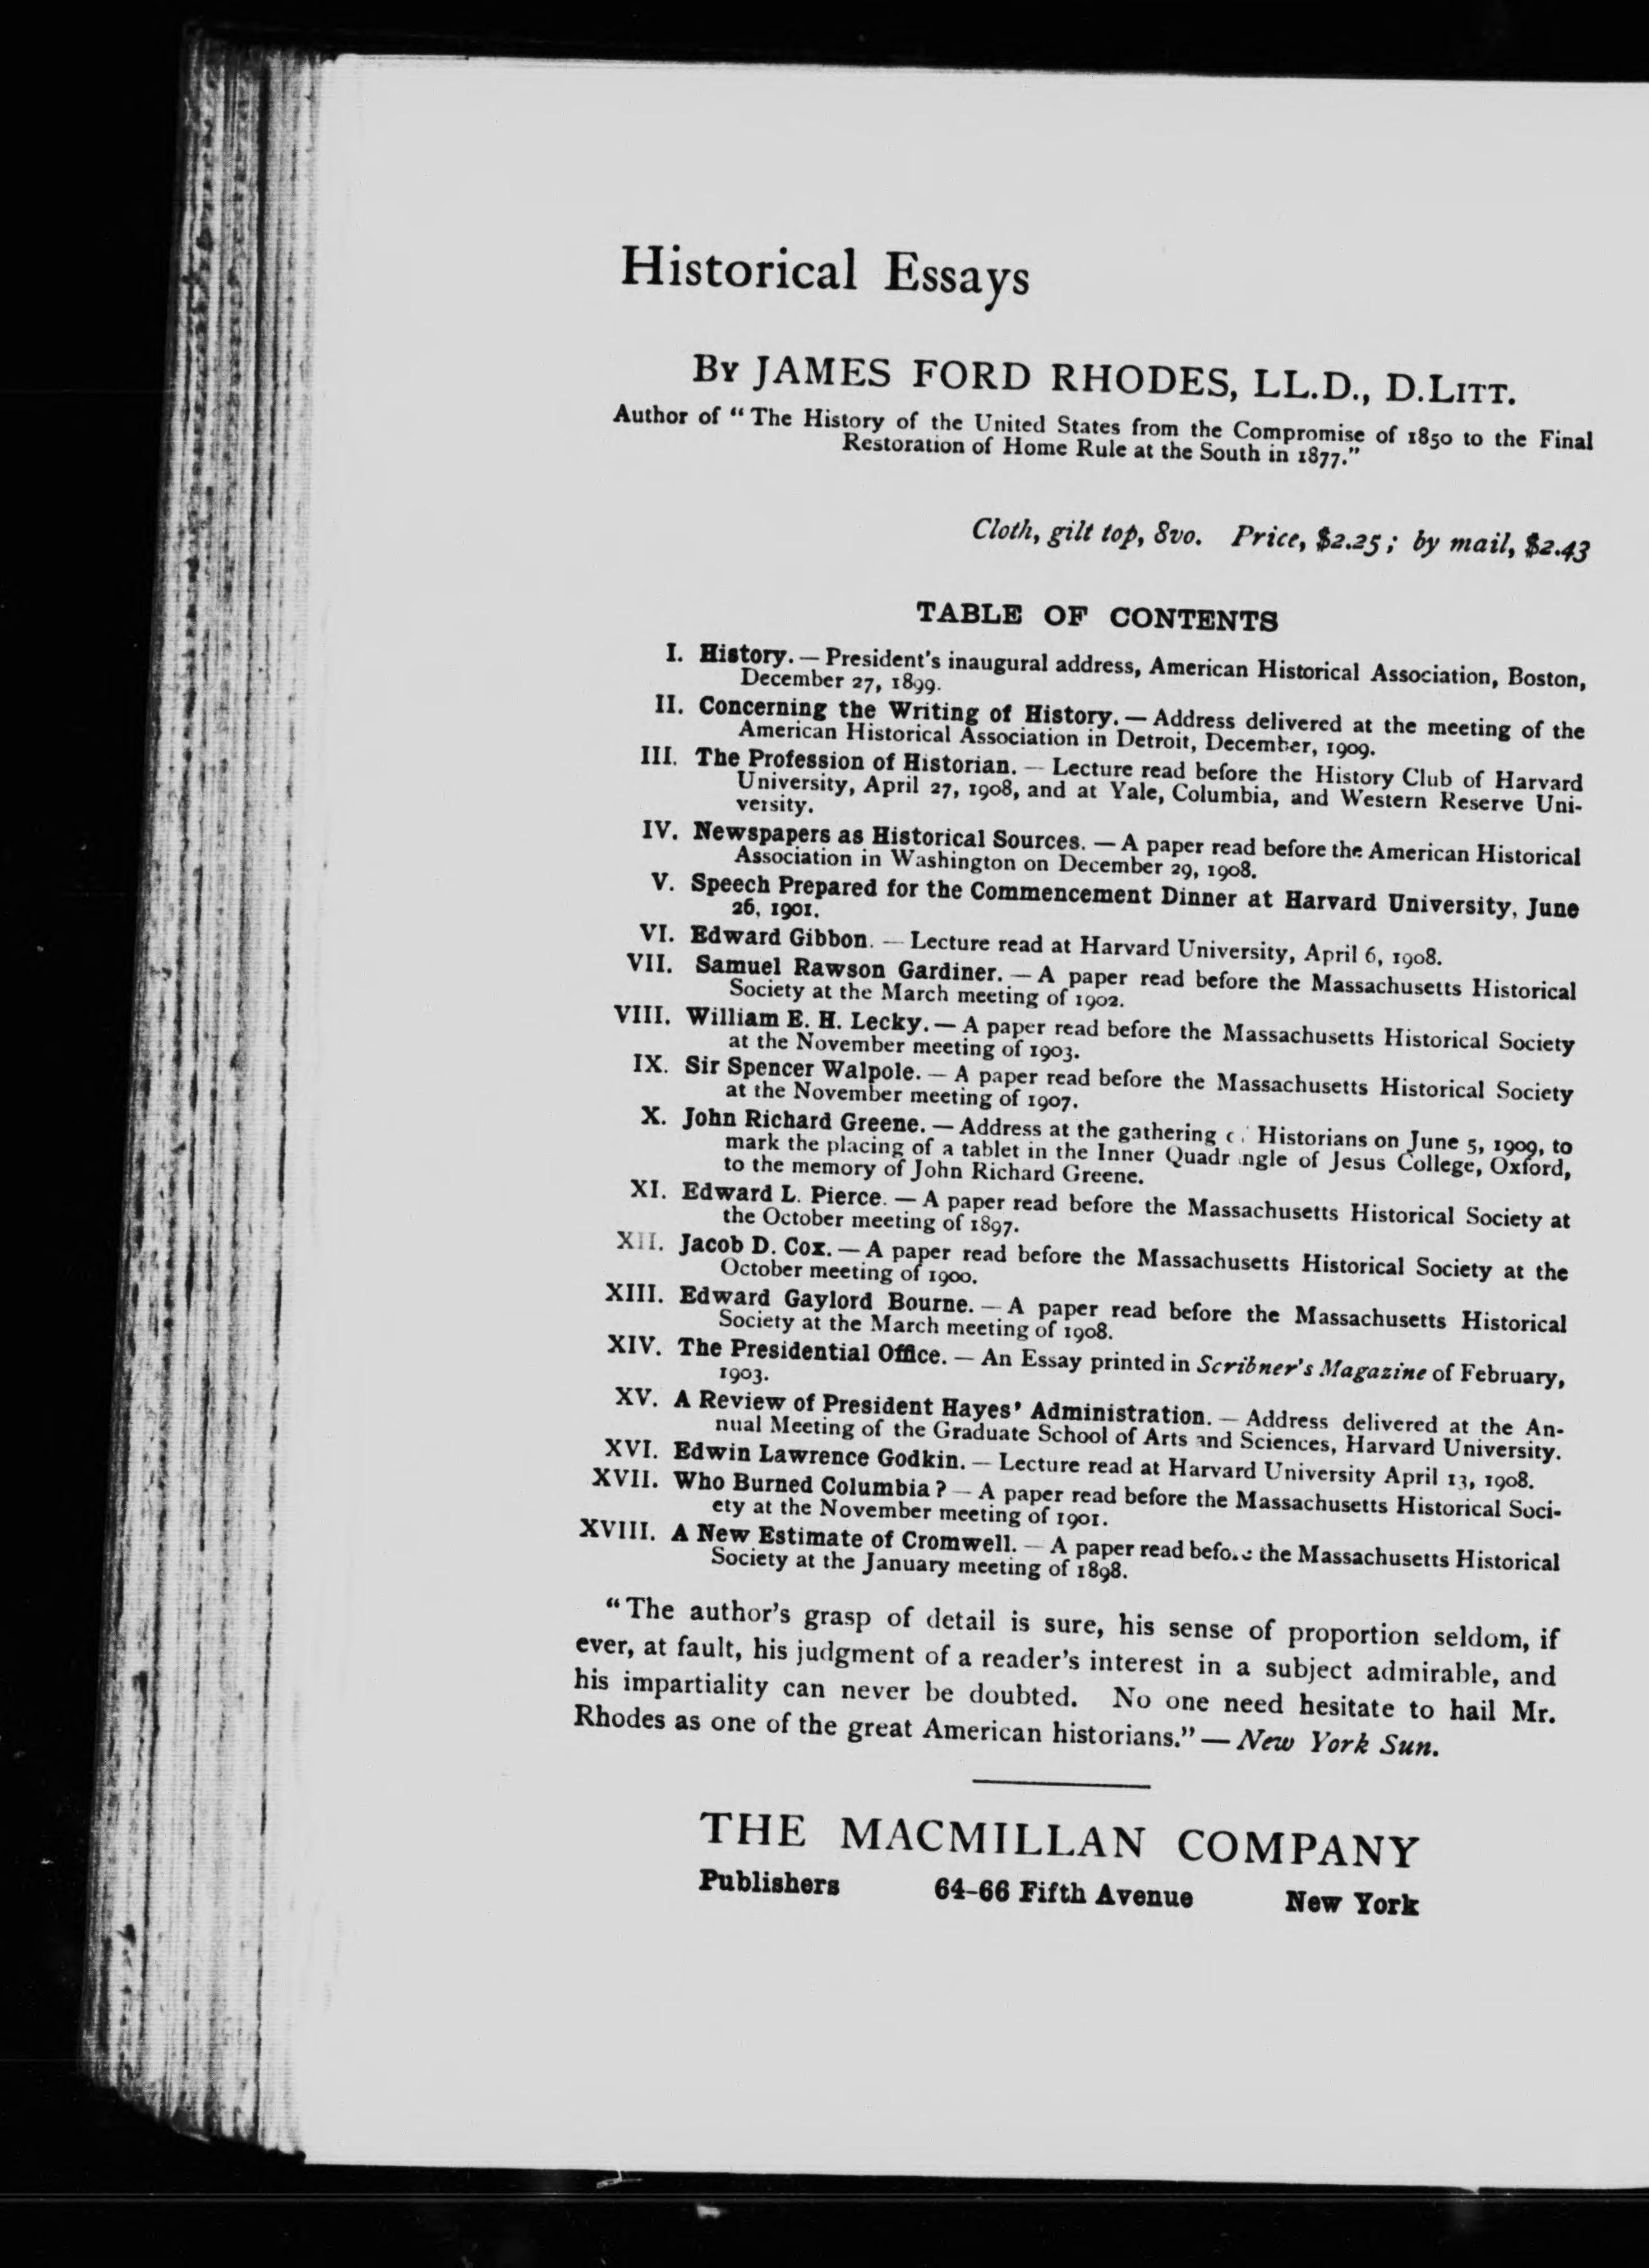 Historical Essays
By JAMES FORD RHODES, LL.D., D.Litt.
Author of "The History of the United States from the Compromise of 1850 to the Final
Restoration of Home Rule at the South in 1877."
Cloth, gilt top, 8vo. Price, $2.25; by mail, $2.43
TABLE OF CONTENTS
I. History. — President's inaugural address, American Historical Association, Boston,
December 27, 1899.
II. Concerning the Writing of History. — Address delivered at the meeting of the
American Historical Association in Detroit, December, 1909.
III. The Profession of Historian. — Lecture read before the History Club of Harvard
University, April 27, 1908, and at Yale, Columbia, and Western Reserve Uni-
versity.
IV. Newspapers as Historical Sources. — A paper read before the American Historical
Association in Washington on December 29, 1908.
V. Speech Prepared for the Commencement Dinner at Harvard University, June
26, 1901.
VI. Edward Gibbon. — Lecture read at Harvard University, April 6, 1908.
VII. Samuel Rawson Gardiner. — A paper read before the Massachusetts Historical
Society at the March meeting of 1902.
VIII. William E. H. Lecky. — A paper read before the Massachusetts Historical Society
at the November meeting of 1903.
IX. Sir Spencer Walpole. — A paper read before the Massachusetts Historical Society
at the November meeting of 1907.
X. John Richard Greene. — Address at the gathering Historians on June 5, 1909, to
mark the placing of a tablet in the Inner Quadrangle of Jesus College, Oxford,
to the memory of John Richard Greene.
XI. Edward L. Pierce. — A paper read before the Massachusetts Historical Society at
the October meeting of 1897.
XII. Jacob D. Cox. — A paper read before the Massachusetts Historical Society at the
October meeting of 1900.
XIII. Edward Gaylord Bourne. — A paper read before the Massachusetts Historical
Society at the March meeting of 1908.
XIV. The Presidential Office. — An Essay printed in Scribner's Magazine of February,
1903.
XV. A Review of President Hayes' Administration. — Address delivered at the An-
nual Meeting of the Graduate School of Arts and Sciences, Harvard University.
XVI. Edwin Lawrence Godkin. — Lecture read at Harvard University April 13, 1908.
XVII. Who Burned Columbia? — A paper read before the Massachusetts Historical Soci-
ety at the November meeting of 1901.
XVIII. A New Estimate of Cromwell. — A paper read before the Massachusetts Historical
Society at the January meeting of 1898.
"The author's grasp of detail is sure, his sense of proportion seldom, if
ever, at fault, his judgment of a reader's interest in a subject admirable, and
his impartiality can never be doubted. No one need hesitate to hail Mr.
Rhodes as one of the great American historians." — New York Sun.
THE MACMILLAN COMPANY
Publishers 64-66 Fifth Avenue New York